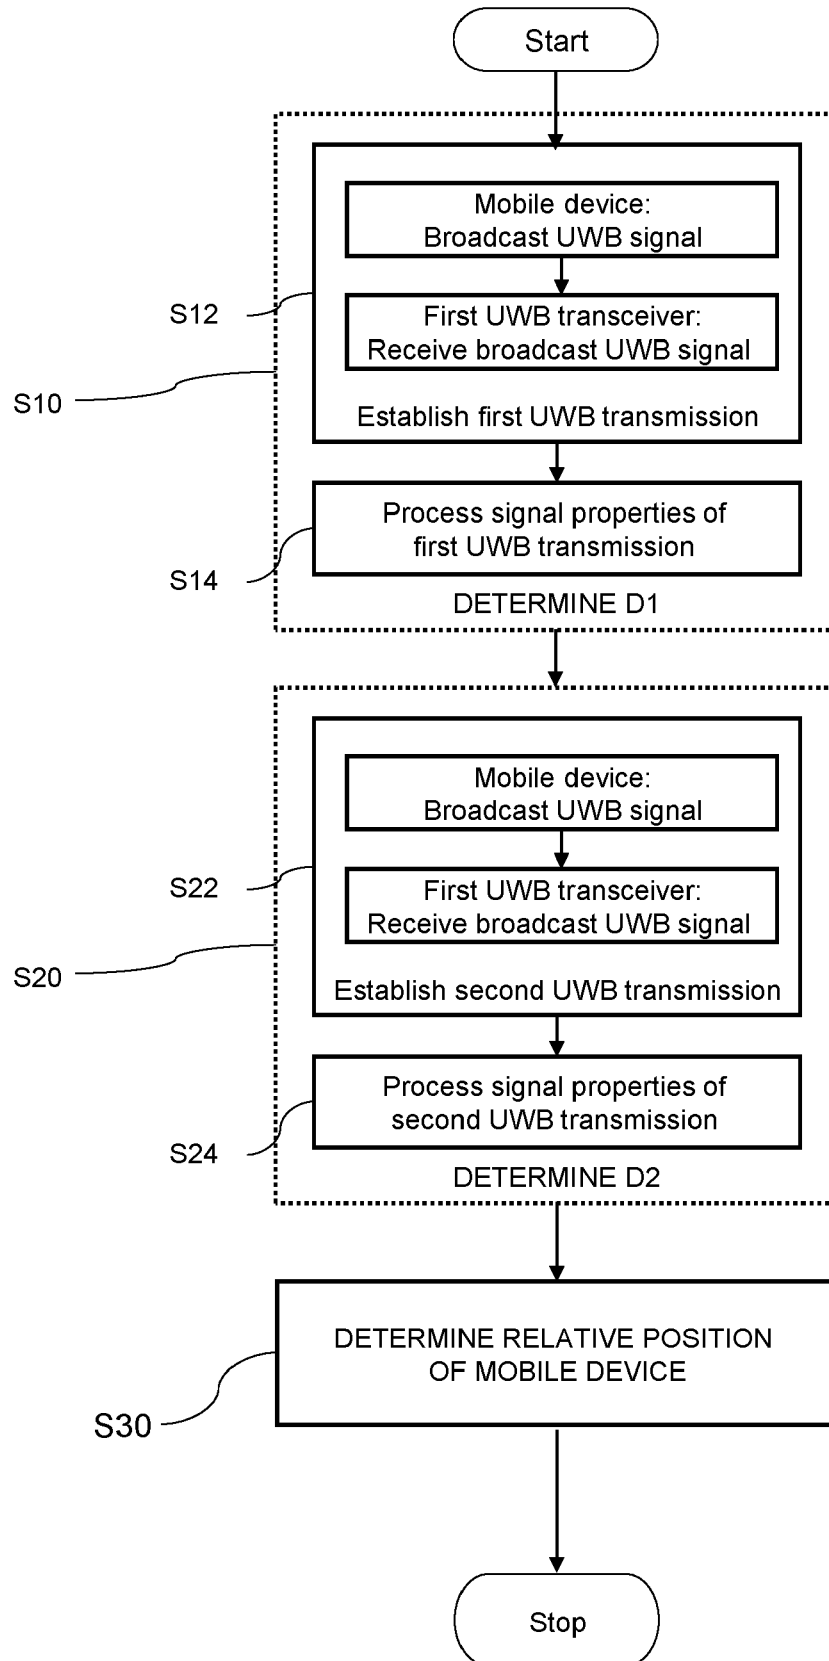 Start
Mobile device:
Broadcast UWB signal
S12
First UWB transceiver:
Receive broadcast UWB signal
S10
Establish first UWB transmission
Process signal properties of
first UWB transmission
S14
DETERMINE D1
Mobile device:
Broadcast UWB signal
S22
First UWB transceiver:
Receive broadcast UWB signal
S20
Establish second UWB transmission
Process signal properties of
second UWB transmission
S24
DETERMINE D2
DETERMINE RELATIVE POSITION
OF MOBILE DEVICE
S30
Stop